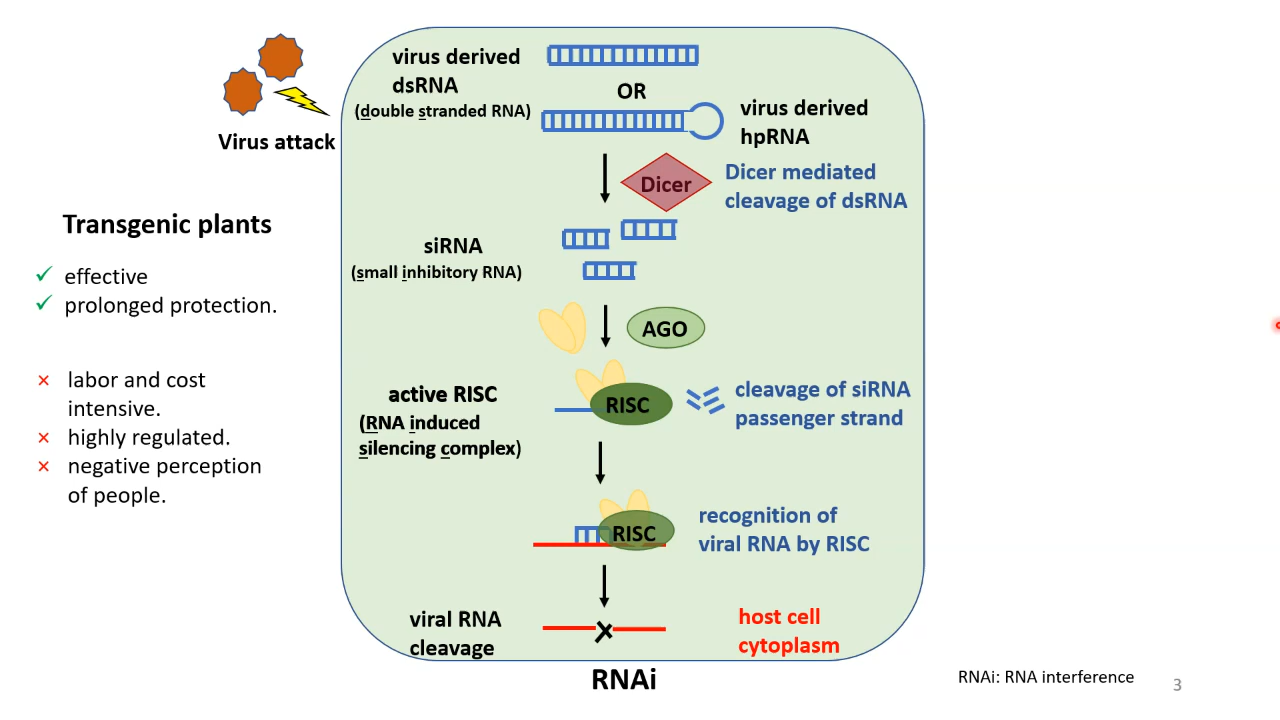 virus derived
dsRNA
(double stranded RNA)
OR
virus derived
hpRNA
Virus attack
Dicer
Dicer mediated
cleavage of dsRNA
Transgenic plants
✓ effective
✓ prolonged protection.
× labor and cost
intensive.
× highly regulated.
× negative perception
of people.
siRNA
(small inhibitory RNA)
AGO
active RISC
(RNA induced
silencing complex)
RISC
cleavage of siRNA
passenger strand
RISC
recognition of
viral RNA by RISC
viral RNA
cleavage
host cell
cytoplasm
RNAi
RNAi: RNA interference
3